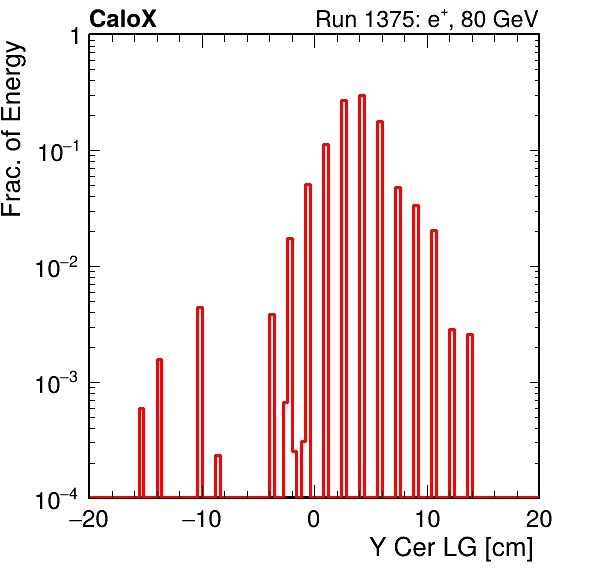 CaloX Run 1375: e⁺, 80 GeV
Frac. of Energy
1
10⁻¹
10⁻²
10⁻³
10⁻⁴
−20 −10 0 10 20
Y Cer LG [cm]